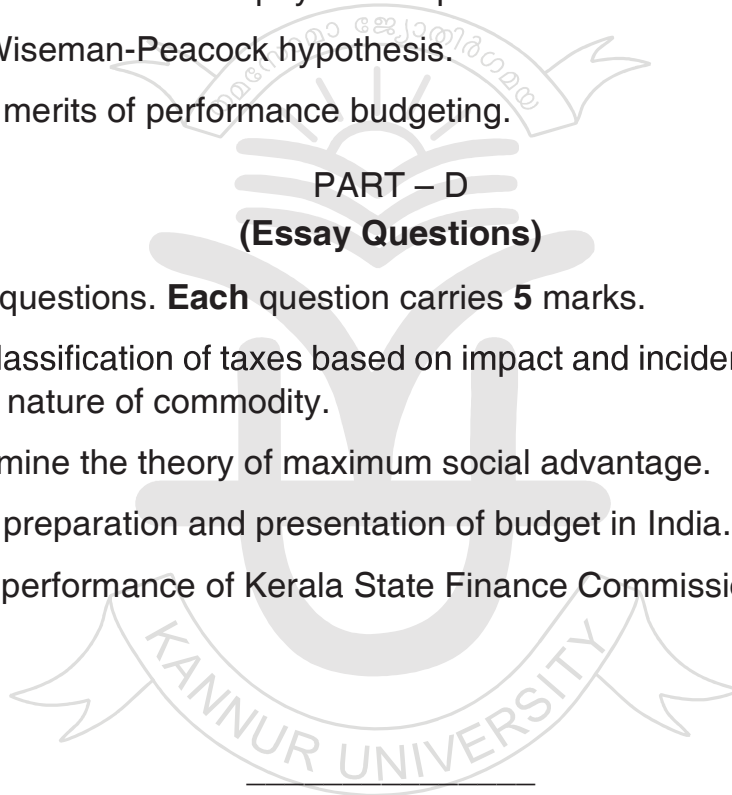 Wiseman-Peacock hypothesis.
merits of performance budgeting.
PART – D
(Essay Questions)
questions. Each question carries 5 marks.
classification of taxes based on impact and inciden
nature of commodity.
mine the theory of maximum social advantage.
preparation and presentation of budget in India.
performance of Kerala State Finance Commissio
KANNUR UNIVERSITY